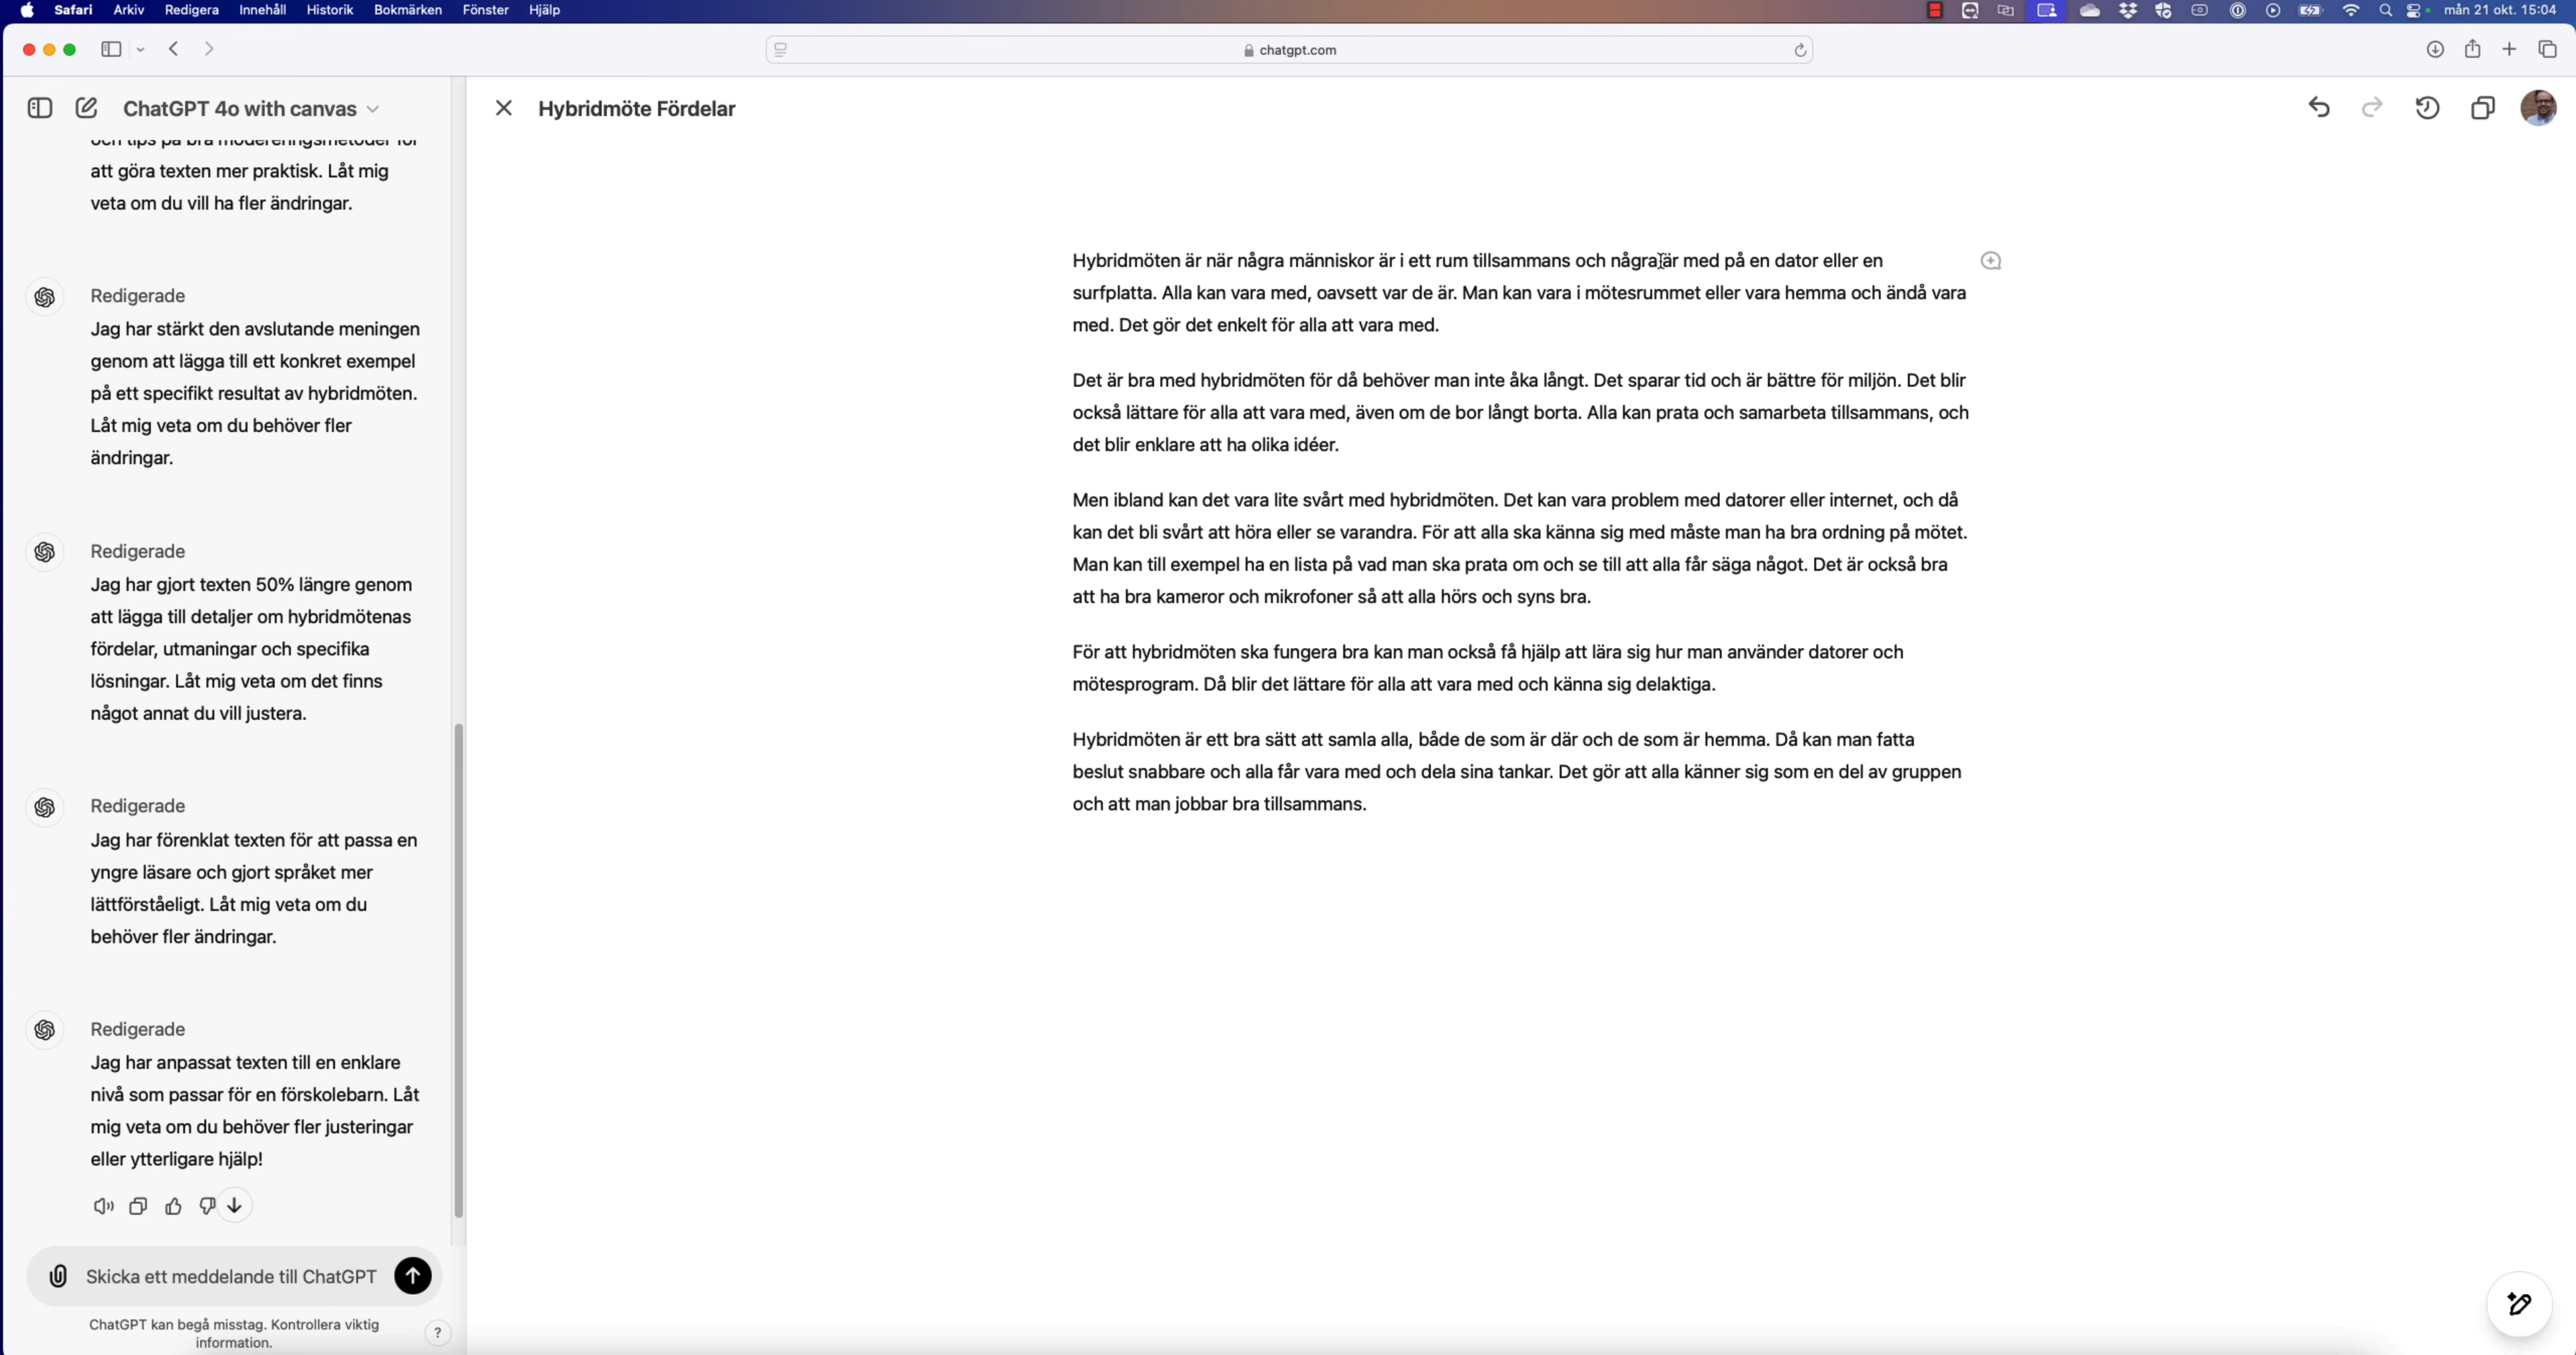 Safari Arkiv Redigera Innehåll Historik Bokmärken Fönster Hjälp
mån 21 okt. 15:04
chatgpt.com
ChatGPT 4o with canvas
och tips på bra modereringsmetoder för
att göra texten mer praktisk. Låt mig
veta om du vill ha fler ändringar.
Redigerade
Jag har stärkt den avslutande meningen
genom att lägga till ett konkret exempel
på ett specifikt resultat av hybridmöten.
Låt mig veta om du behöver fler
ändringar.
Redigerade
Jag har gjort texten 50% längre genom
att lägga till detaljer om hybridmötenas
fördelar, utmaningar och specifika
lösningar. Låt mig veta om det finns
något annat du vill justera.
Redigerade
Jag har förenklat texten för att passa en
yngre läsare och gjort språket mer
lättförståeligt. Låt mig veta om du
behöver fler ändringar.
Redigerade
Jag har anpassat texten till en enklare
nivå som passar för en förskolebarn. Låt
mig veta om du behöver fler justeringar
eller ytterligare hjälp!
Skicka ett meddelande till ChatGPT
ChatGPT kan begå misstag. Kontrollera viktig
information.
?
Hybridmöte Fördelar
Hybridmöten är när några människor är i ett rum tillsammans och några är med på en dator eller en
surfplatta. Alla kan vara med, oavsett var de är. Man kan vara i mötesrummet eller vara hemma och ändå vara
med. Det gör det enkelt för alla att vara med.
Det är bra med hybridmöten för då behöver man inte åka långt. Det sparar tid och är bättre för miljön. Det blir
också lättare för alla att vara med, även om de bor långt borta. Alla kan prata och samarbeta tillsammans, och
det blir enklare att ha olika idéer.
Men ibland kan det vara lite svårt med hybridmöten. Det kan vara problem med datorer eller internet, och då
kan det bli svårt att höra eller se varandra. För att alla ska känna sig med måste man ha bra ordning på mötet.
Man kan till exempel ha en lista på vad man ska prata om och se till att alla får säga något. Det är också bra
att ha bra kameror och mikrofoner så att alla hörs och syns bra.
För att hybridmöten ska fungera bra kan man också få hjälp att lära sig hur man använder datorer och
mötesprogram. Då blir det lättare för alla att vara med och känna sig delaktiga.
Hybridmöten är ett bra sätt att samla alla, både de som är där och de som är hemma. Då kan man fatta
beslut snabbare och alla får vara med och dela sina tankar. Det gör att alla känner sig som en del av gruppen
och att man jobbar bra tillsammans.